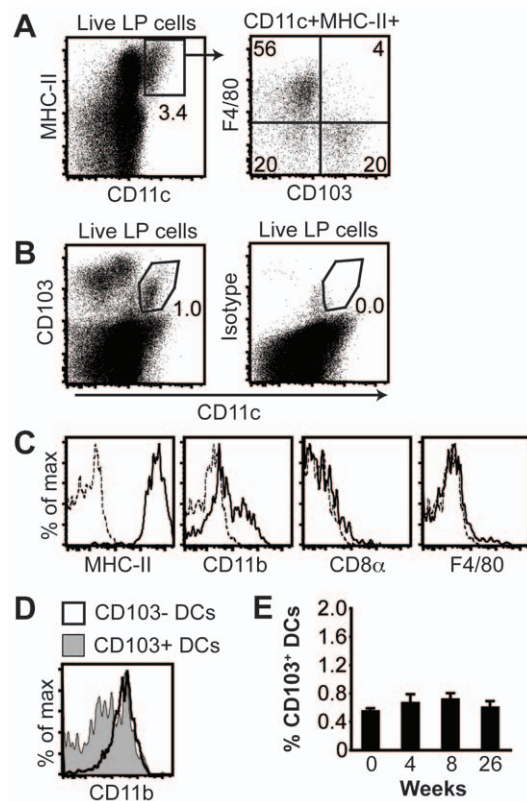 A
Live LP cells
CD11c+MHC-II+
MHC-II
3.4
CD11c
56
4
F4/80
20
20
CD103
B
Live LP cells
Live LP cells
CD103
1.0
Isotype
0.0
CD11c
C
% of max
MHC-II
CD11b
CD8α
F4/80
D
CD103- DCs
CD103+ DCs
% of max
CD11b
E
% CD103+ DCs
2.0
1.6
1.2
0.8
0.4
0
0
4
8
26
Weeks